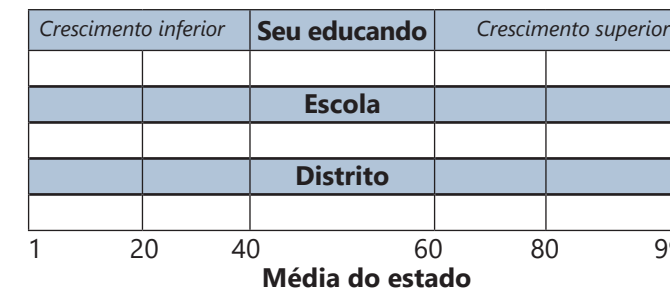 Crescimento inferior Seu educando Crescimento superior
Escola
Distrito
1 20 40 60 80
Média do estado